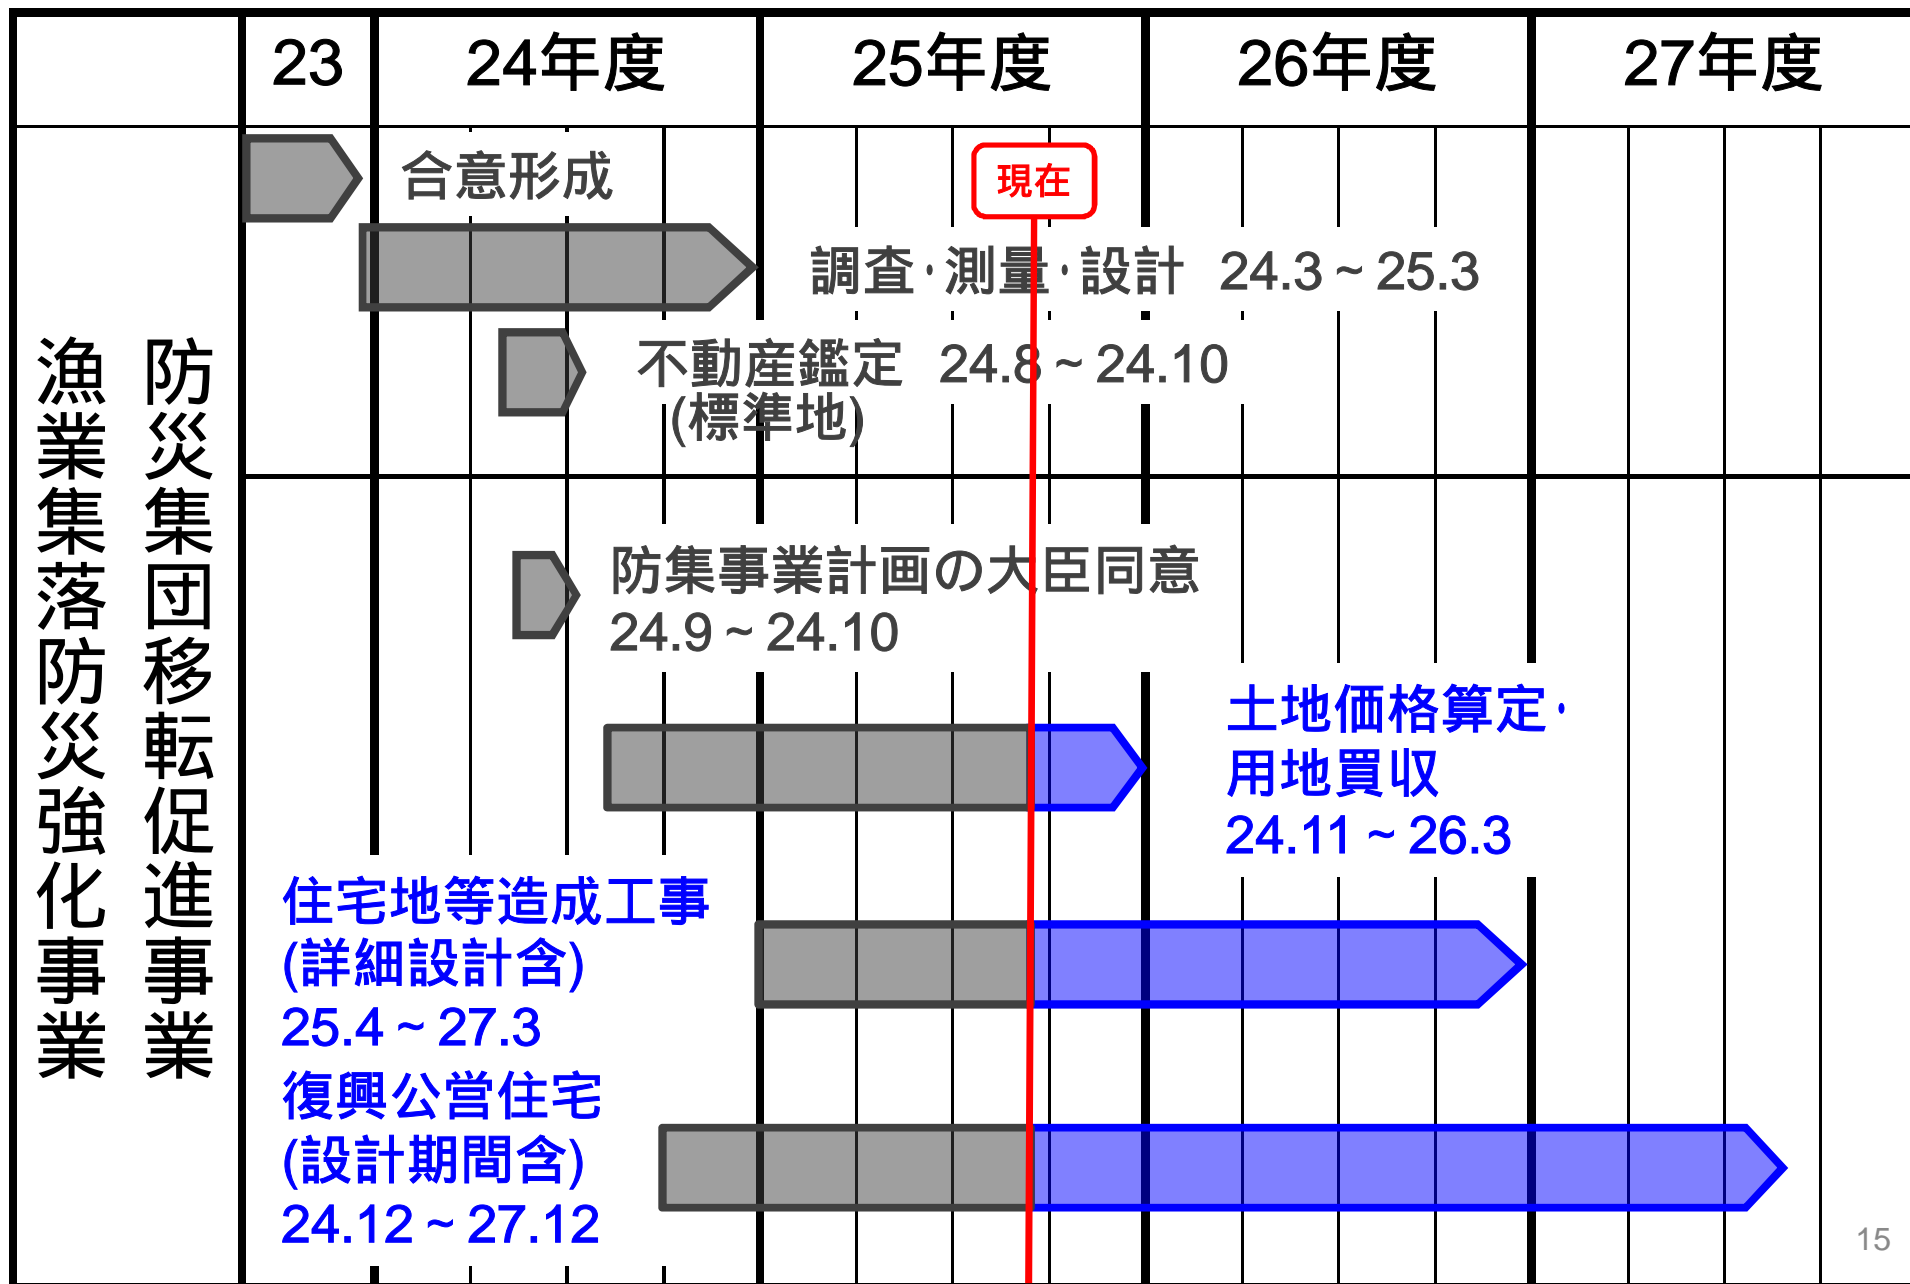 23 24年度 25年度 26年度 27年度
防災集団移転促進事業
漁業集落防災強化事業
合意形成
現在
調査・測量・設計 24.3～25.3
不動産鑑定 24.8～24.10
(標準地)
防集事業計画の大臣同意
24.9～24.10
土地価格算定・
用地買収
24.11～26.3
住宅地等造成工事
(詳細設計含)
25.4～27.3
復興公営住宅
(設計期間含)
24.12～27.12
15